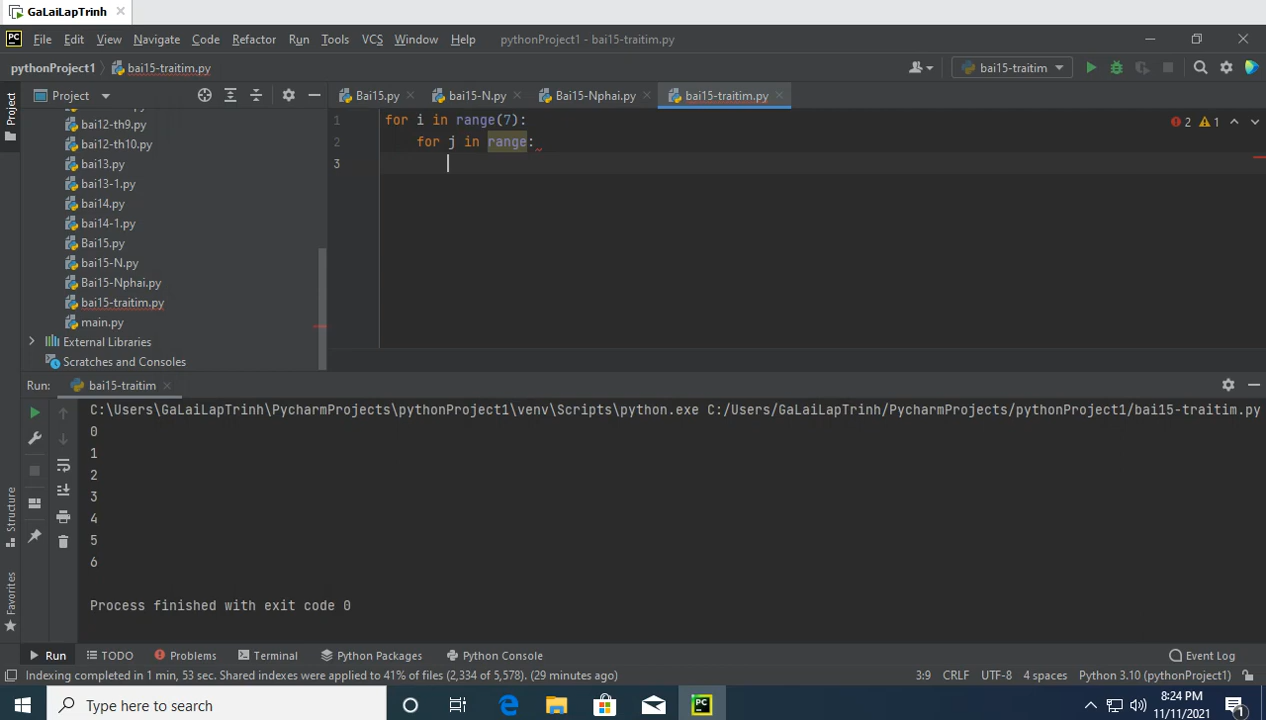 GaLaiLapTrinh
PC File Edit View Navigate Code Refactor Run Tools VCS Window Help pythonProject1 - bai15-traitim.py
pythonProject1 bai15-traitim.py bai15-traitim
Project Project Bai15.py bai15-N.py Bai15-Nphai.py bai15-traitim.py
bai12-th9.py
bai12-th10.py
bai13.py
bai13-1.py
bai14.py
bai14-1.py
Bai15.py
bai15-N.py
Bai15-Nphai.py
bai15-traitim.py
main.py
External Libraries
Scratches and Consoles
1 for i in range(7): 2 1
2 for j in range:
3
Run: bai15-traitim
C:\Users\GaLaiLapTrinh\PycharmProjects\pythonProject1\venv\Scripts\python.exe C:/Users/GaLaiLapTrinh/PycharmProjects/pythonProject1/bai15-traitim.py
0
1
2
3
4
5
6
Process finished with exit code 0
Structure
Favorites
Run TODO Problems Terminal Python Packages Python Console Event Log
Indexing completed in 1 min, 53 sec. Shared indexes were applied to 41% of files (2,334 of 5,578). (29 minutes ago) 3:9 CRLF UTF-8 4 spaces Python 3.10 (pythonProject1)
Type here to search PC 8:24 PM
11/11/2021 1